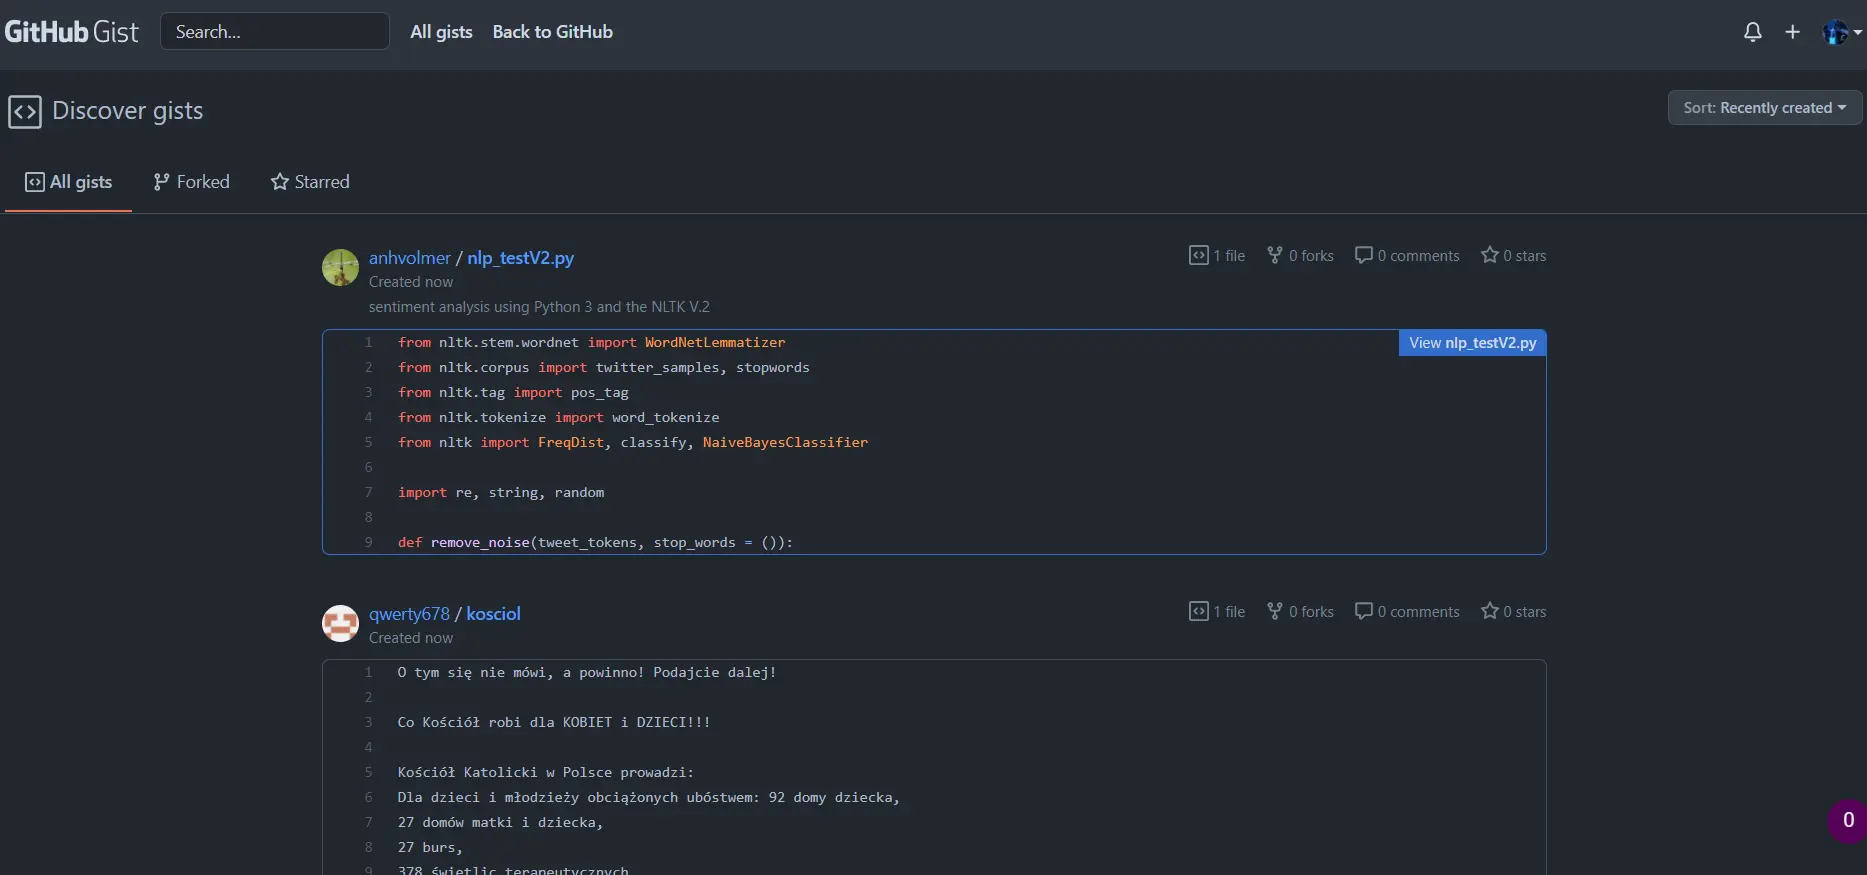 GitHub Gist Search... All gists Back to GitHub
Discover gists
Sort: Recently created
All gists Forked Starred
anhvolmer / nlp_testV2.py
1 file 0 forks 0 comments 0 stars
Created now
sentiment analysis using Python 3 and the NLTK V.2
View nlp_testV2.py
1 from nltk.stem.wordnet import WordNetLemmatizer
2 from nltk.corpus import twitter_samples, stopwords
3 from nltk.tag import pos_tag
4 from nltk.tokenize import word_tokenize
5 from nltk import FreqDist, classify, NaiveBayesClassifier
6
7 import re, string, random
8
9 def remove_noise(tweet_tokens, stop_words = ()):
qwerty678 / kosciol
1 file 0 forks 0 comments 0 stars
Created now
1 O tym się nie mówi, a powinno! Podajcie dalej!
2
3 Co Kościół robi dla KOBIET i DZIECI!!!
4
5 Kościół Katolicki w Polsce prowadzi:
6 Dla dzieci i młodzieży obciążonych ubóstwem: 92 domy dziecka,
7 27 domów matki i dziecka,
8 27 burs,
9 378 świetlic terapeutycznych
0